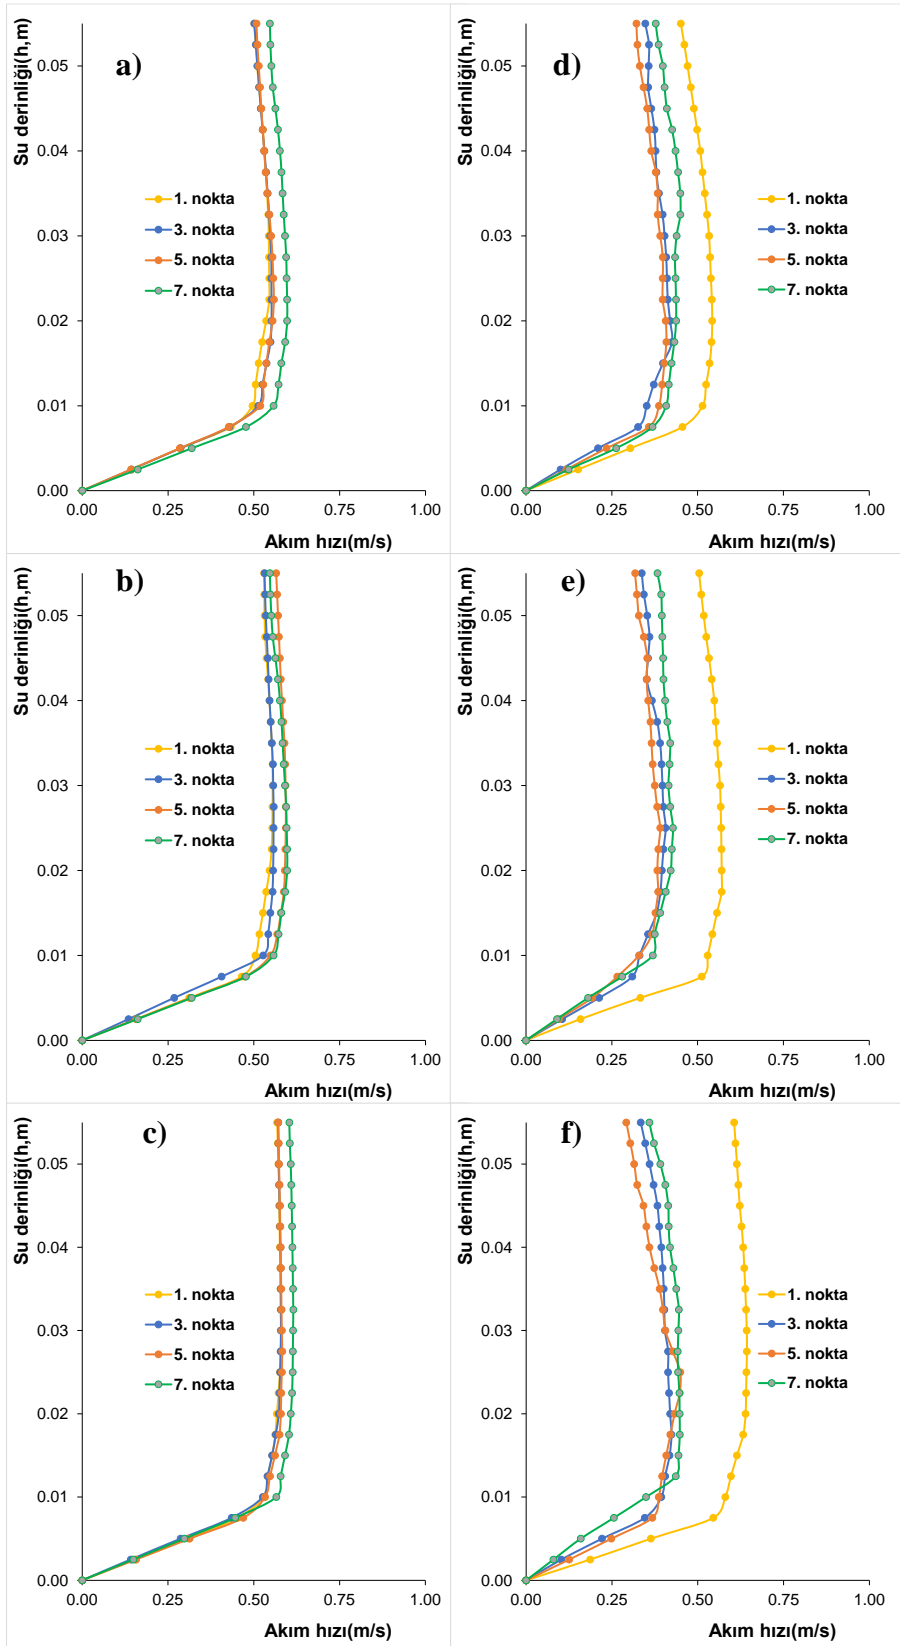 a)
Su derinliği(h,m)
0.05
0.04
0.03
0.02
0.01
0.00
1. nokta
3. nokta
5. nokta
7. nokta
0.00 0.25 0.50 0.75 1.00
Akım hızı(m/s)
d)
Su derinliği(h,m)
0.05
0.04
0.03
0.02
0.01
0.00
1. nokta
3. nokta
5. nokta
7. nokta
0.00 0.25 0.50 0.75 1.00
Akım hızı(m/s)
b)
Su derinliği(h,m)
0.05
0.04
0.03
0.02
0.01
0.00
1. nokta
3. nokta
5. nokta
7. nokta
0.00 0.25 0.50 0.75 1.00
Akım hızı(m/s)
e)
Su derinliği(h,m)
0.05
0.04
0.03
0.02
0.01
0.00
1. nokta
3. nokta
5. nokta
7. nokta
0.00 0.25 0.50 0.75 1.00
Akım hızı(m/s)
c)
Su derinliği(h,m)
0.05
0.04
0.03
0.02
0.01
0.00
1. nokta
3. nokta
5. nokta
7. nokta
0.00 0.25 0.50 0.75 1.00
Akım hızı(m/s)
f)
Su derinliği(h,m)
0.05
0.04
0.03
0.02
0.01
0.00
1. nokta
3. nokta
5. nokta
7. nokta
0.00 0.25 0.50 0.75 1.00
Akım hızı(m/s)